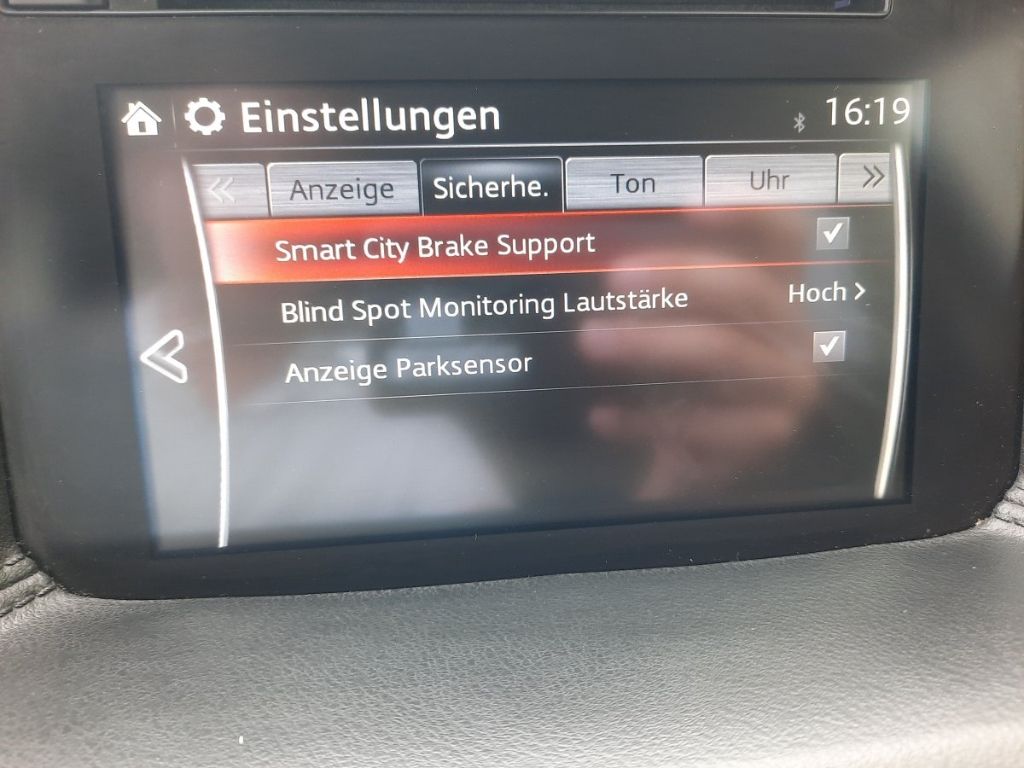 Einstellungen 16:19
Anzeige Sicherhe. Ton Uhr
Smart City Brake Support
Blind Spot Monitoring Lautstärke Hoch
Anzeige Parksensor